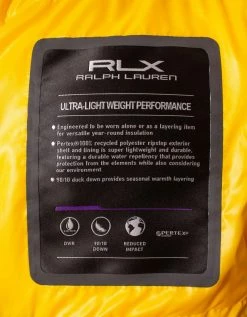 RLX
RALPH LAUREN
ULTRA-LIGHT WEIGHT PERFORMANCE
• Engineered to be worn alone or as a layering item
for versatile year-round insulation
• Pertex®100% recycled polyester ripstop exterior
shell and lining is super lightweight and durable,
featuring a durable water repellency that provides
protection from the elements while also considering
our environment
• 90/10 duck down provides seasonal warmth layering
DWR
90/10
DOWN
REDUCED
IMPACT
PERTEX®